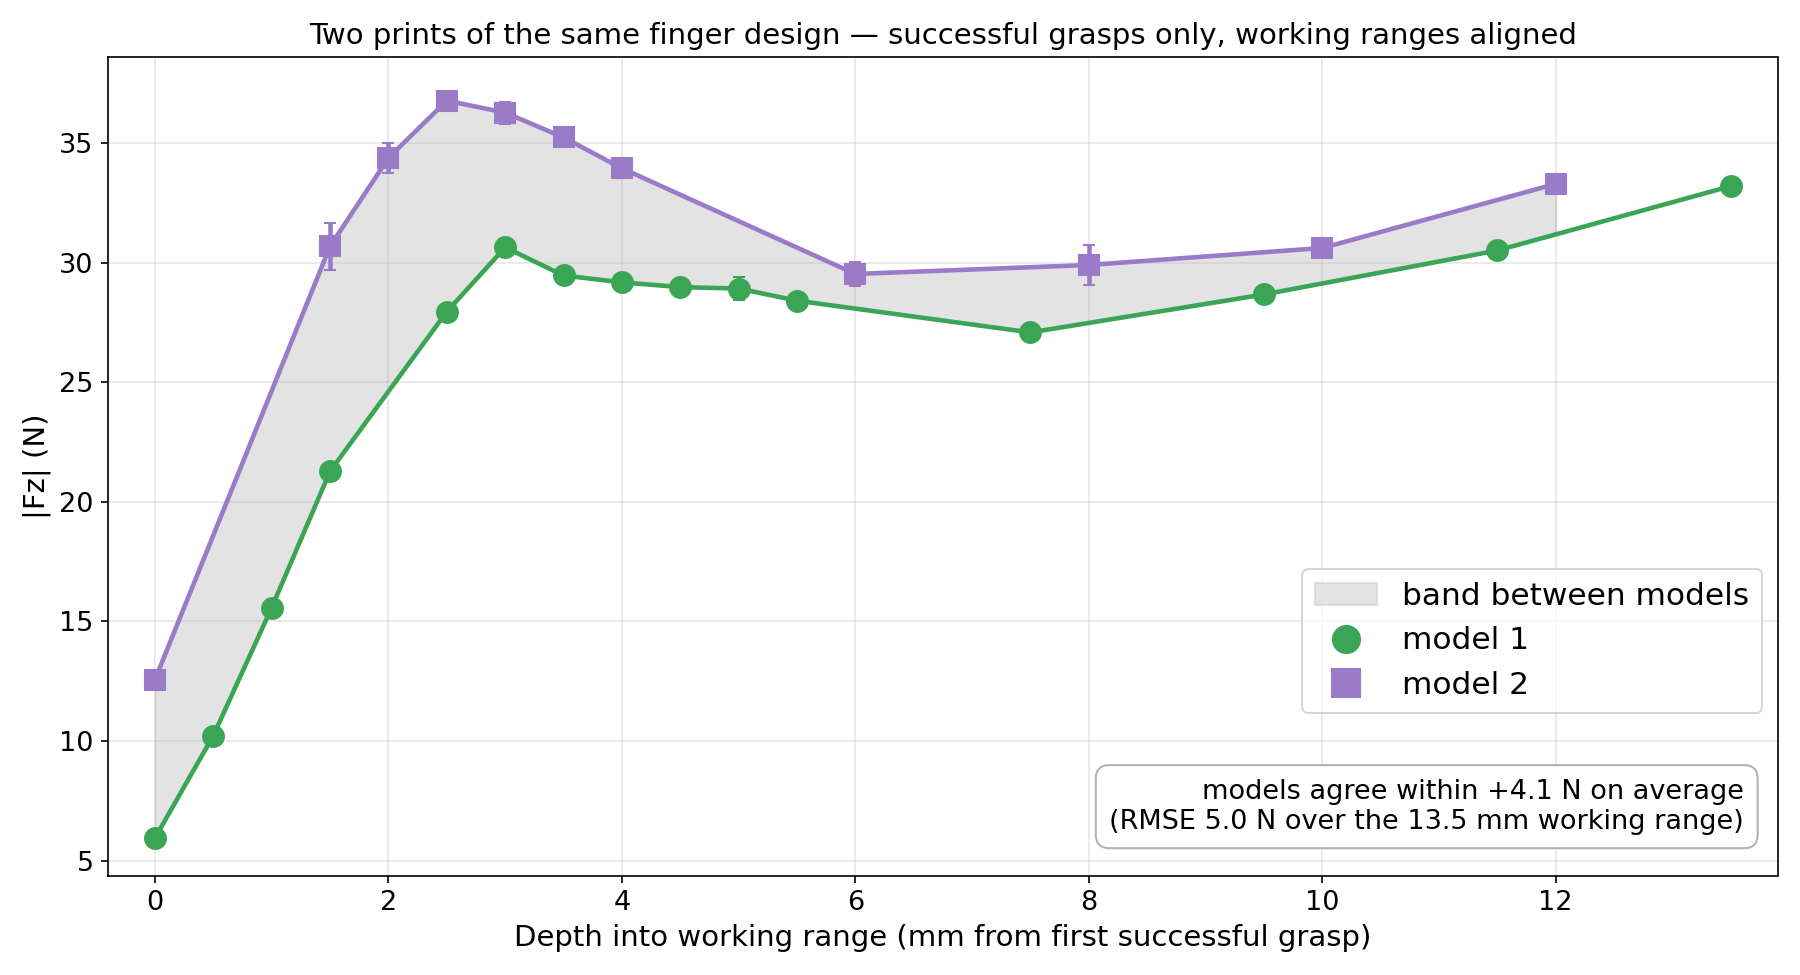 Two prints of the same finger design — successful grasps only, working ranges aligned
|Fz| (N)
35
30
25
20
15
10
5
band between models
model 1
model 2
models agree within +4.1 N on average
(RMSE 5.0 N over the 13.5 mm working range)
0 2 4 6 8 10 12
Depth into working range (mm from first successful grasp)